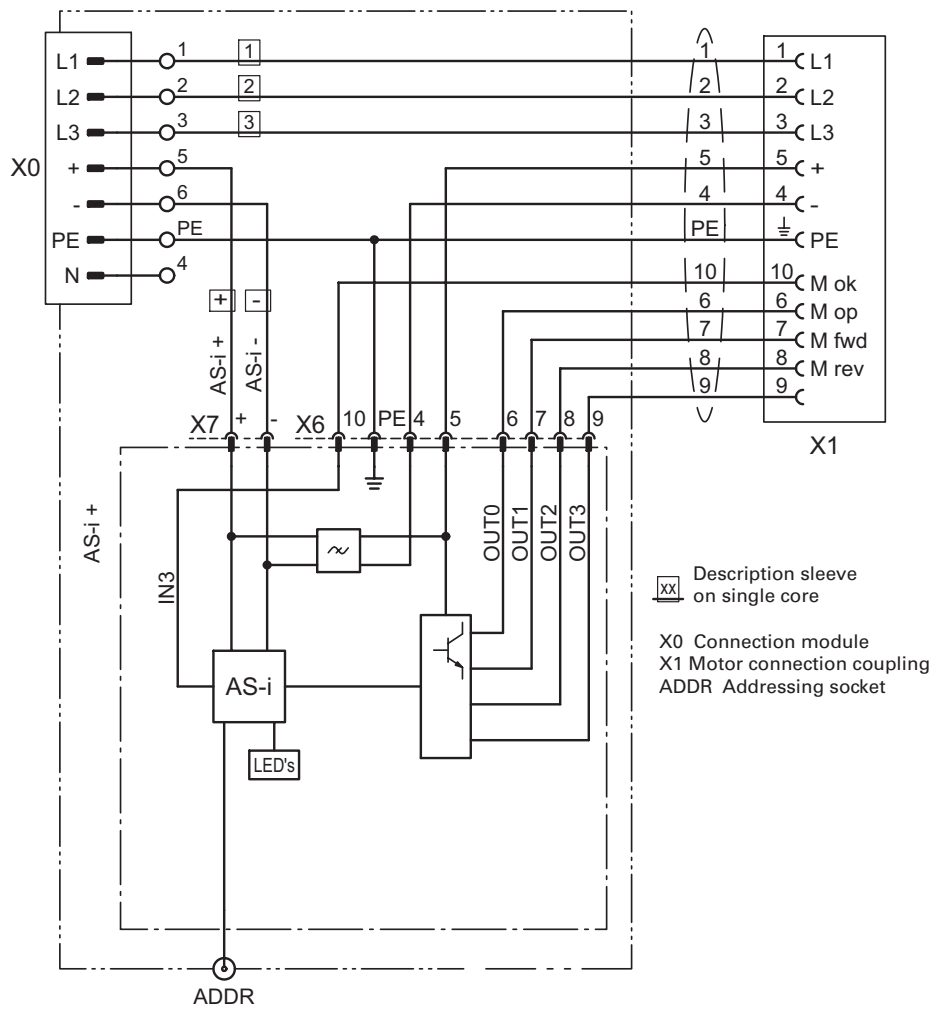 L1 1 1 1 1 L1
L2 2 2 2 2 L2
L3 3 3 3 3 L3
X0 + 5 5 5 +
- 6 4 4 -
PE PE PE PE
N 4
10 10 M ok
6 6 M op
7 7 M fwd
8 8 M rev
9 9
X1
+ -
AS-i +
AS-i -
X7 + - X6 10 PE 4 5 6 7 8 9
AS-i +
IN3
OUT0
OUT1
OUT2
OUT3
AS-i
LED's
ADDR
xx Description sleeve
on single core
X0 Connection module
X1 Motor connection coupling
ADDR Addressing socket